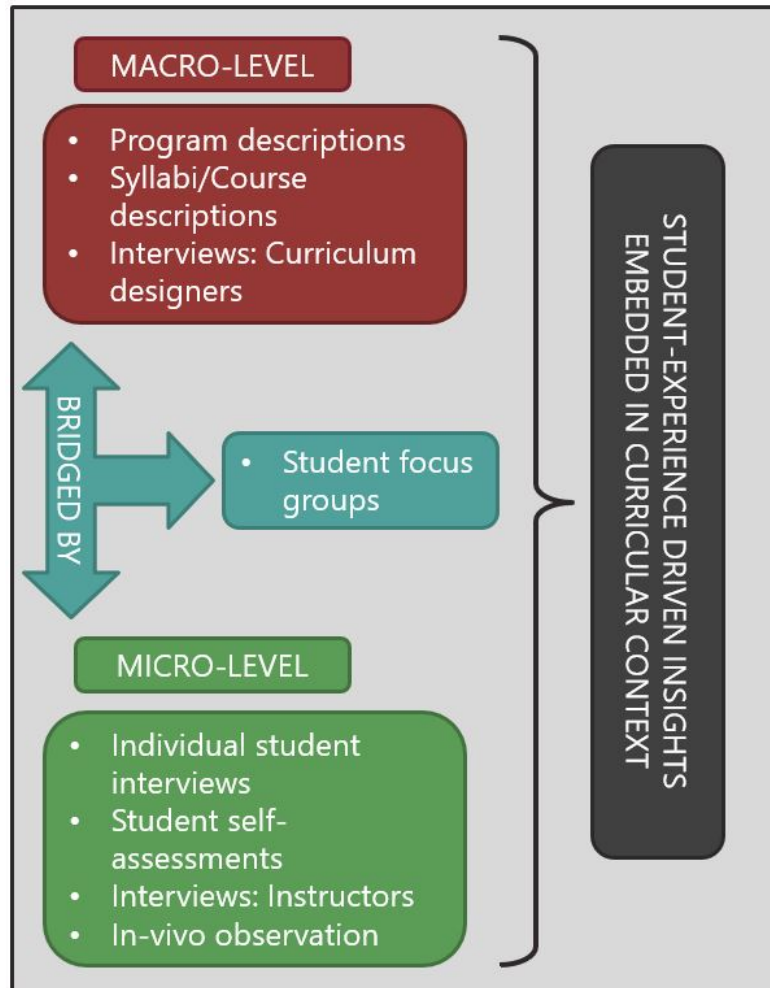 MACRO-LEVEL
• Program descriptions
• Syllabi/Course
descriptions
• Interviews: Curriculum
designers
BRIDGED BY
• Student focus
groups
MICRO-LEVEL
• Individual student
interviews
• Student self-
assessments
• Interviews: Instructors
• In-vivo observation
STUDENT-EXPERIENCE DRIVEN INSIGHTS
EMBEDDED IN CURRICULAR CONTEXT